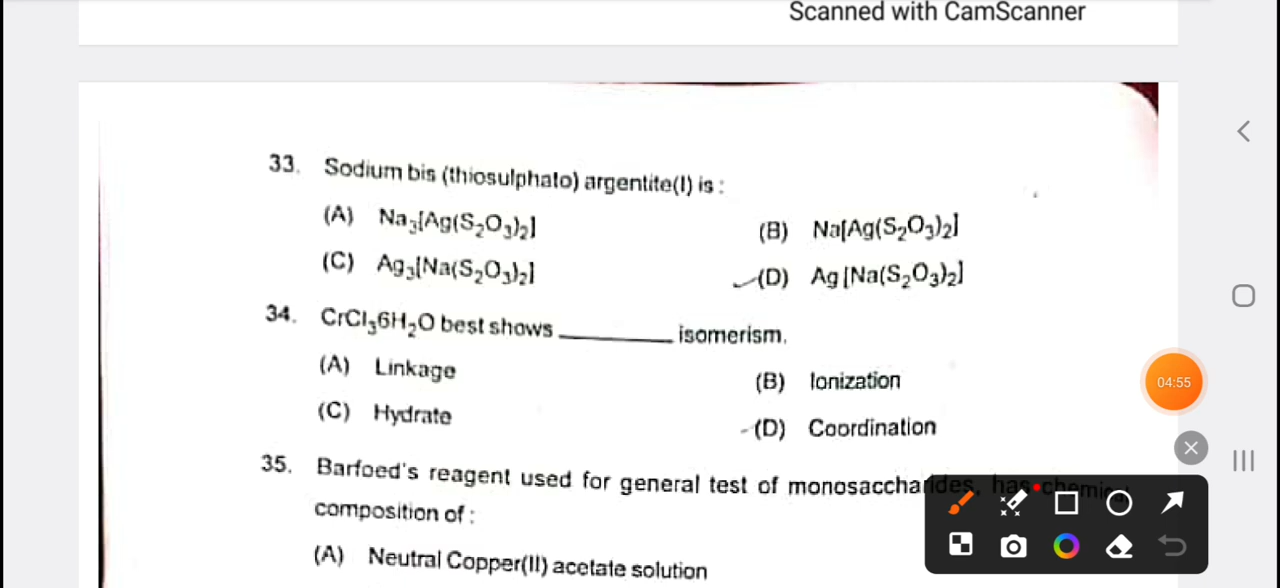 Scanned with CamScanner
33. Sodium bis (thiosulphato) argentite(I) is :
(A) Na₃[Ag(S₂O₃)₂]
(B) Na[Ag(S₂O₃)₂]
(C) Ag₃[Na(S₂O₃)₂]
(D) Ag [Na(S₂O₃)₂]
34. CrCl₃6H₂O best shows ________ isomerism.
(A) Linkage
(B) Ionization
(C) Hydrate
(D) Coordination
04:55
35. Barfoed's reagent used for general test of monosaccharides, has
composition of :
(A) Neutral Copper(II) acetate solution